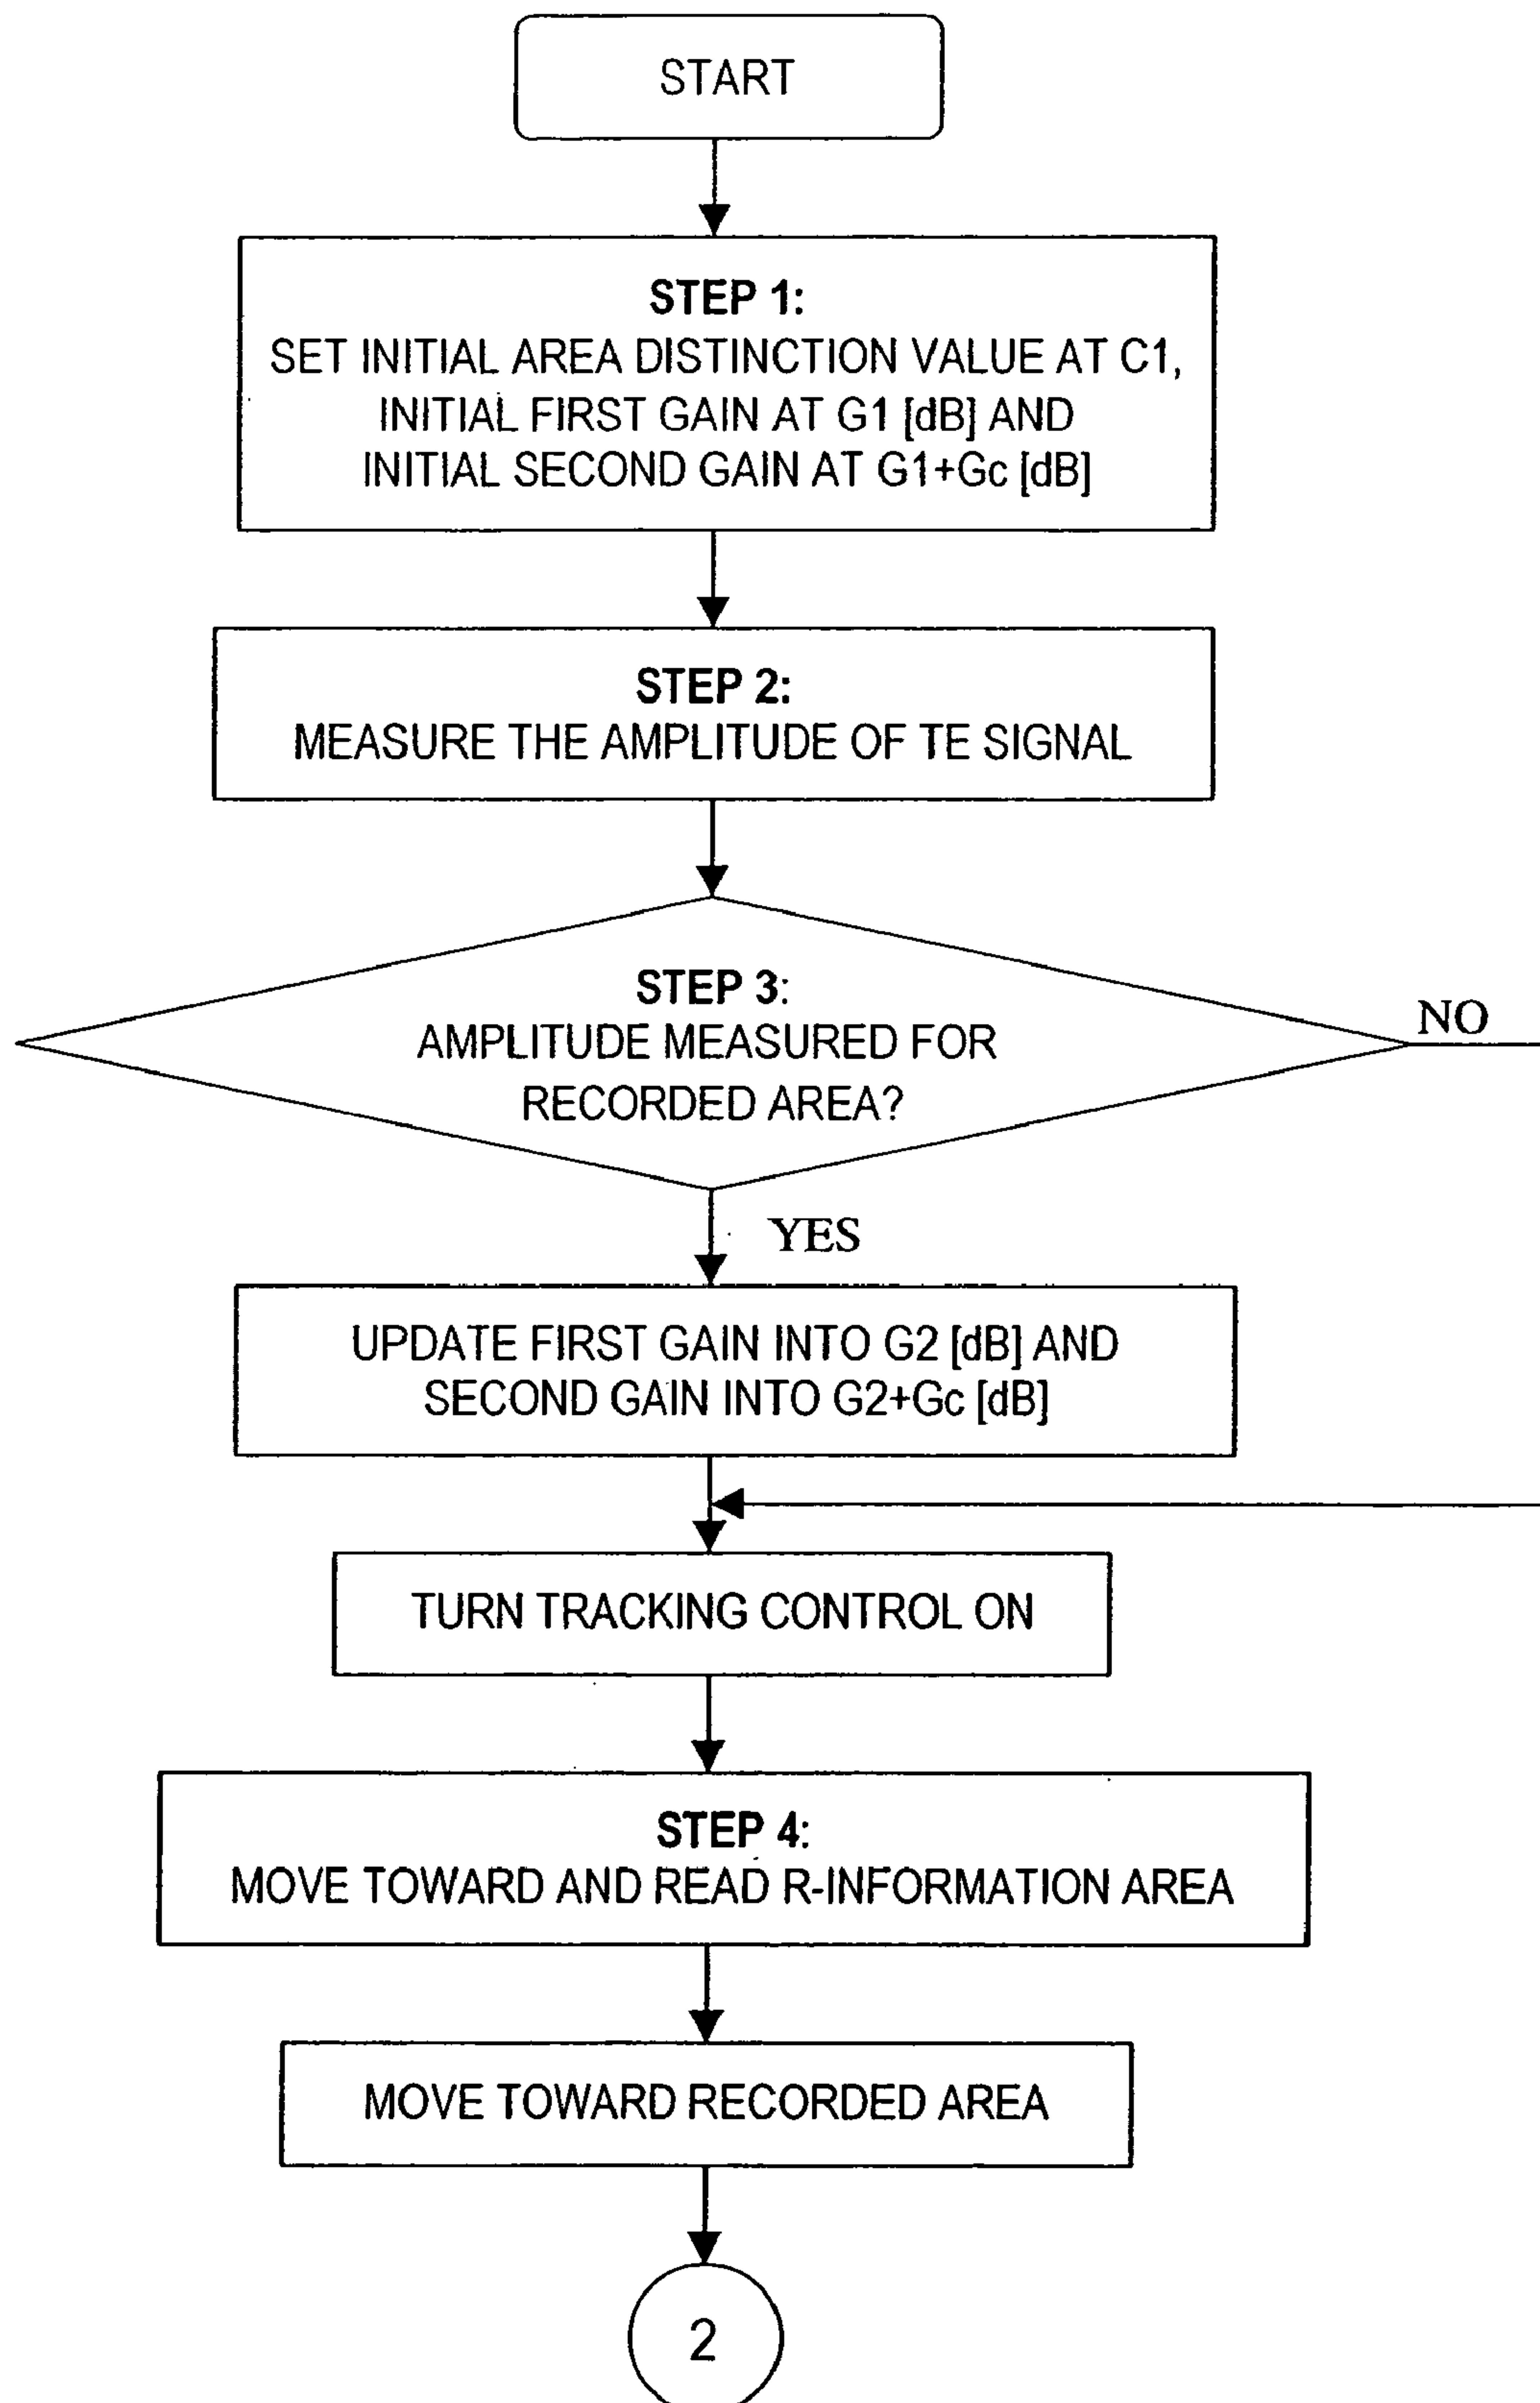 START
STEP 1:
SET INITIAL AREA DISTINCTION VALUE AT C1,
INITIAL FIRST GAIN AT G1 [dB] AND
INITIAL SECOND GAIN AT G1+Gc [dB]
STEP 2:
MEASURE THE AMPLITUDE OF TE SIGNAL
STEP 3:
AMPLITUDE MEASURED FOR
RECORDED AREA?
NO
YES
UPDATE FIRST GAIN INTO G2 [dB] AND
SECOND GAIN INTO G2+Gc [dB]
TURN TRACKING CONTROL ON
STEP 4:
MOVE TOWARD AND READ R-INFORMATION AREA
MOVE TOWARD RECORDED AREA
2